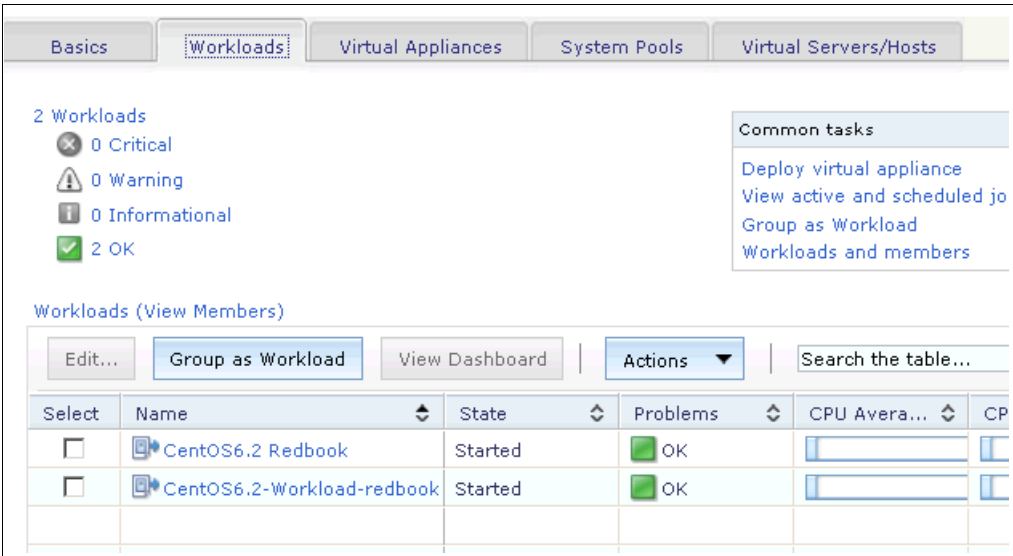 Basics Workloads Virtual Appliances System Pools Virtual Servers/Hosts
2 Workloads
0 Critical
0 Warning
0 Informational
2 OK
Common tasks
Deploy virtual appliance
View active and scheduled jo
Group as Workload
Workloads and members
Workloads (View Members)
Edit... Group as Workload View Dashboard Actions Search the table...
Select Name State Problems CPU Avera... CP
CentOS6.2 Redbook Started OK
CentOS6.2-Workload-redbook Started OK